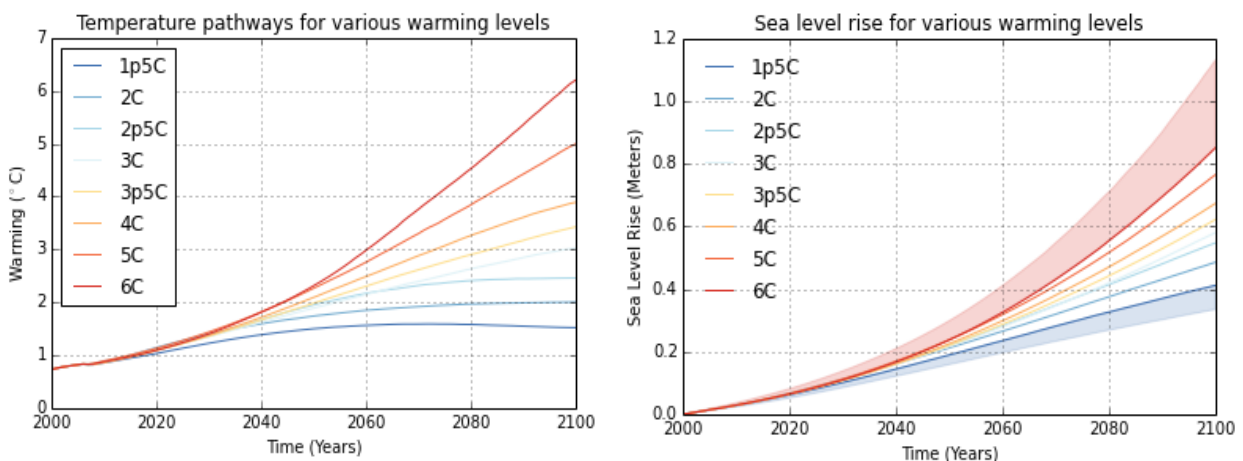 Temperature pathways for various warming levels
7
6
5
4
3
2
1
0
Warming (°C)
1p5C
2C
2p5C
3C
3p5C
4C
5C
6C
2000 2020 2040 2060 2080 2100
Time (Years)
Sea level rise for various warming levels
1.2
1.0
0.8
0.6
0.4
0.2
0.0
Sea Level Rise (Meters)
1p5C
2C
2p5C
3C
3p5C
4C
5C
6C
2000 2020 2040 2060 2080 2100
Time (Years)